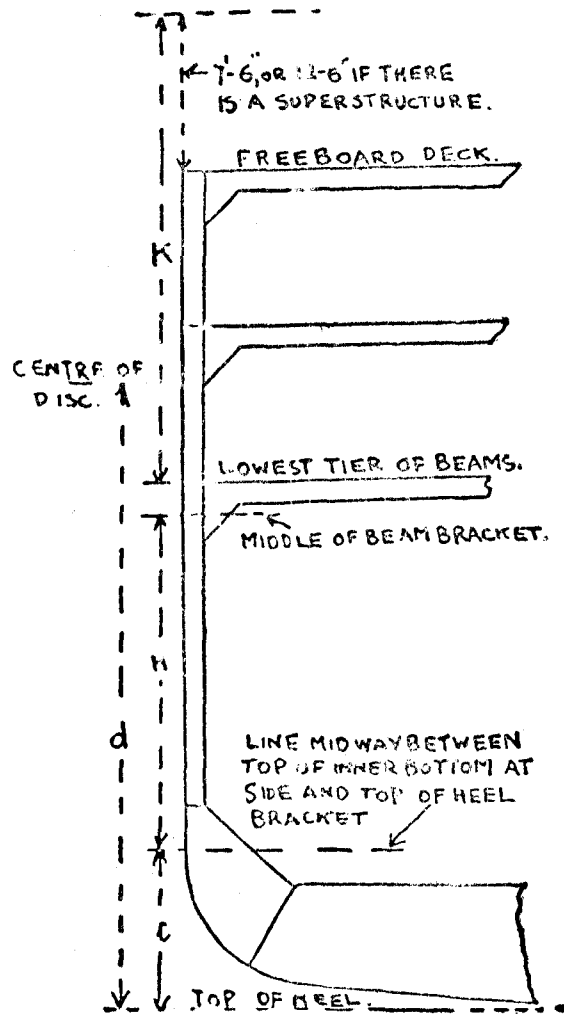 7'-6", OR 12-6" IF THERE
IS A SUPERSTRUCTURE.
FREEBOARD DECK.
K
CENTRE OF
DISC.
LOWEST TIER OF BEAMS.
MIDDLE OF BEAM BRACKET.
H
d
LINE MIDWAY BETWEEN
TOP OF INNER BOTTOM AT
SIDE AND TOP OF HEEL
BRACKET
C
TOP OF HEEL.